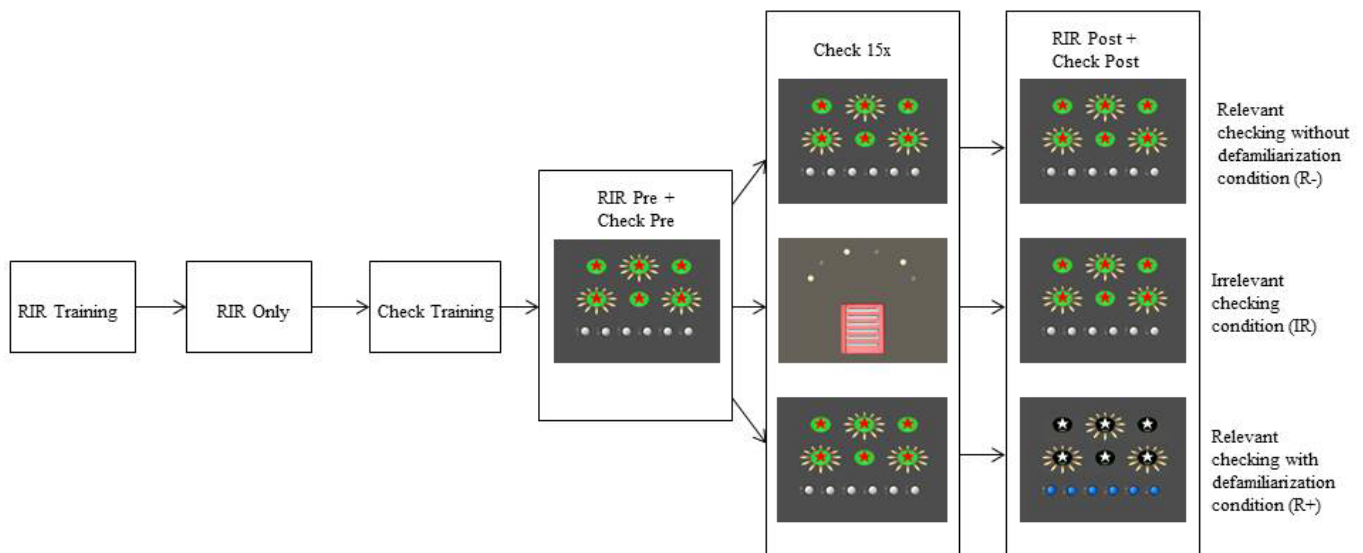 RIR Training
RIR Only
Check Training
RIR Pre +
Check Pre
Check 15x
RIR Post +
Check Post
Relevant
checking without
defamiliarization
condition (R-)
Irrelevant
checking
condition (IR)
Relevant
checking with
defamiliarization
condition (R+)